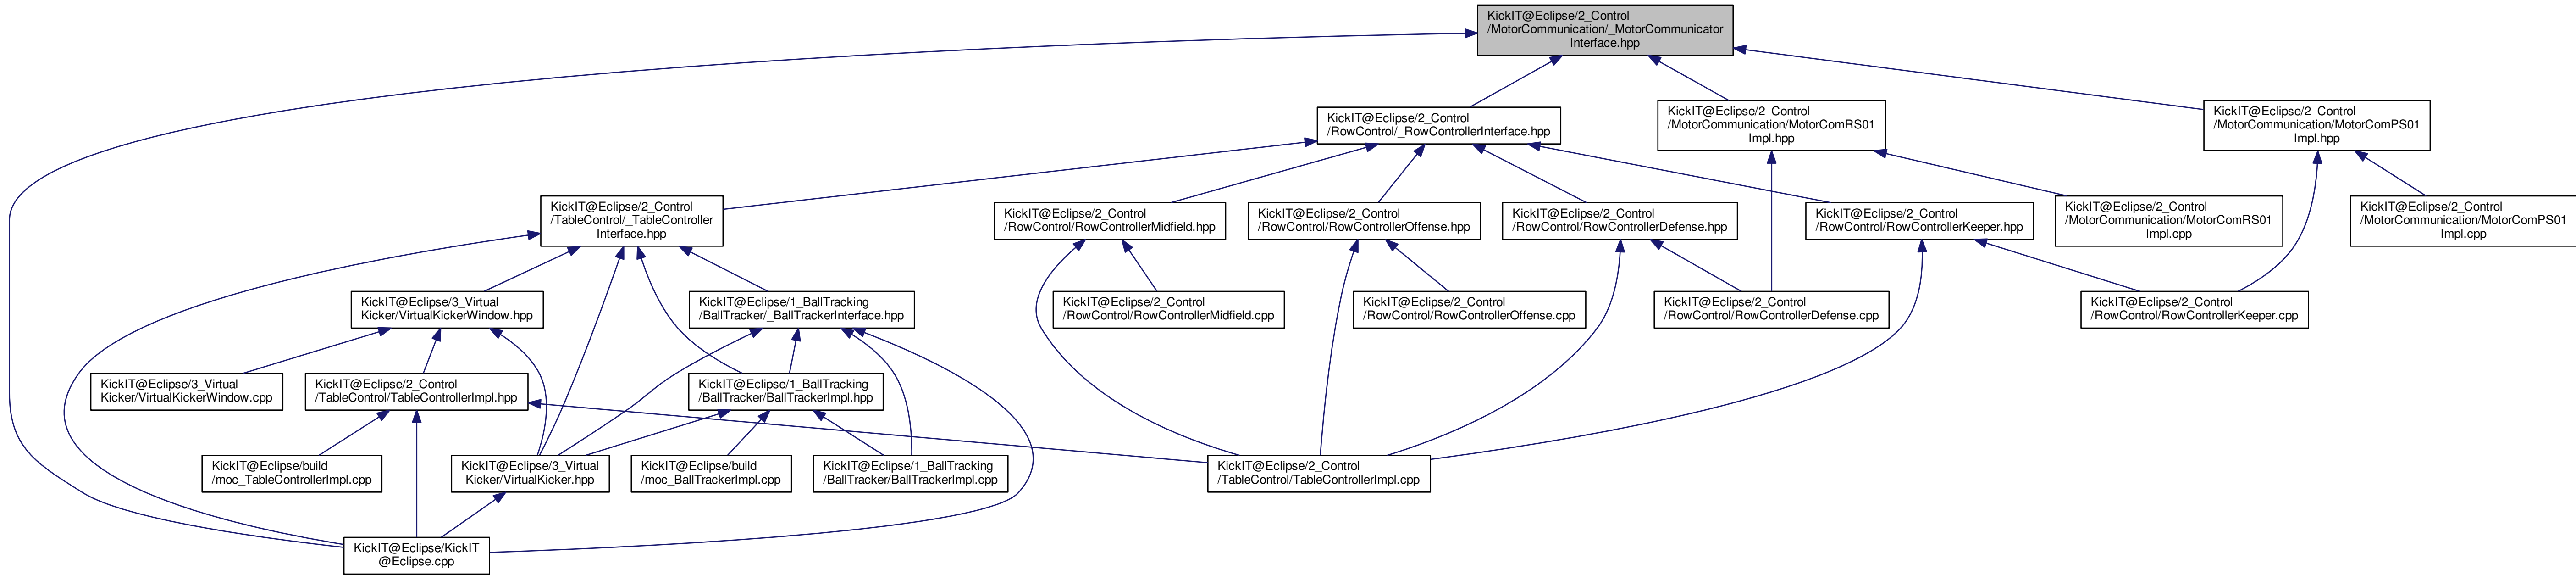 KickIT@Eclipse/2_Control
/MotorCommunication/_MotorCommunicator
Interface.hpp
KickIT@Eclipse/2_Control
/RowControl/_RowControllerInterface.hpp
KickIT@Eclipse/2_Control
/MotorCommunication/MotorComRS01
Impl.hpp
KickIT@Eclipse/2_Control
/MotorCommunication/MotorComPS01
Impl.hpp
KickIT@Eclipse/2_Control
/TableControl/_TableController
Interface.hpp
KickIT@Eclipse/2_Control
/RowControl/RowControllerMidfield.hpp
KickIT@Eclipse/2_Control
/RowControl/RowControllerOffense.hpp
KickIT@Eclipse/2_Control
/RowControl/RowControllerDefense.hpp
KickIT@Eclipse/2_Control
/RowControl/RowControllerKeeper.hpp
KickIT@Eclipse/2_Control
/MotorCommunication/MotorComRS01
Impl.cpp
KickIT@Eclipse/2_Control
/MotorCommunication/MotorComPS01
Impl.cpp
KickIT@Eclipse/3_Virtual
Kicker/VirtualKickerWindow.hpp
KickIT@Eclipse/1_BallTracking
/BallTracker/_BallTrackerInterface.hpp
KickIT@Eclipse/2_Control
/RowControl/RowControllerMidfield.cpp
KickIT@Eclipse/2_Control
/RowControl/RowControllerOffense.cpp
KickIT@Eclipse/2_Control
/RowControl/RowControllerDefense.cpp
KickIT@Eclipse/2_Control
/RowControl/RowControllerKeeper.cpp
KickIT@Eclipse/3_Virtual
Kicker/VirtualKickerWindow.cpp
KickIT@Eclipse/2_Control
/TableControl/TableControllerImpl.hpp
KickIT@Eclipse/1_BallTracking
/BallTracker/BallTrackerImpl.hpp
KickIT@Eclipse/build
/moc_TableControllerImpl.cpp
KickIT@Eclipse/3_Virtual
Kicker/VirtualKicker.hpp
KickIT@Eclipse/build
/moc_BallTrackerImpl.cpp
KickIT@Eclipse/1_BallTracking
/BallTracker/BallTrackerImpl.cpp
KickIT@Eclipse/2_Control
/TableControl/TableControllerImpl.cpp
KickIT@Eclipse/KickIT
@Eclipse.cpp